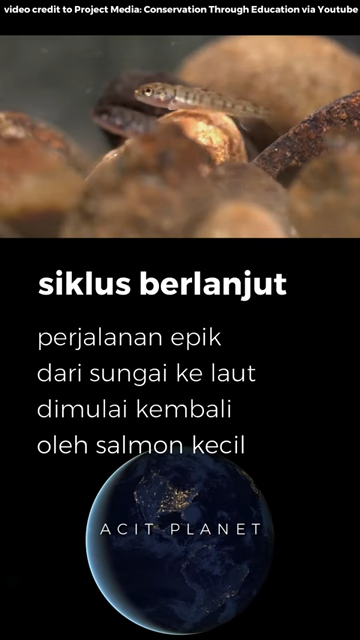 video credit to Project Media: Conservation Through Education via Youtube
siklus berlanjut
perjalanan epik
dari sungai ke laut
dimulai kembali
oleh salmon kecil
ACIT PLANET